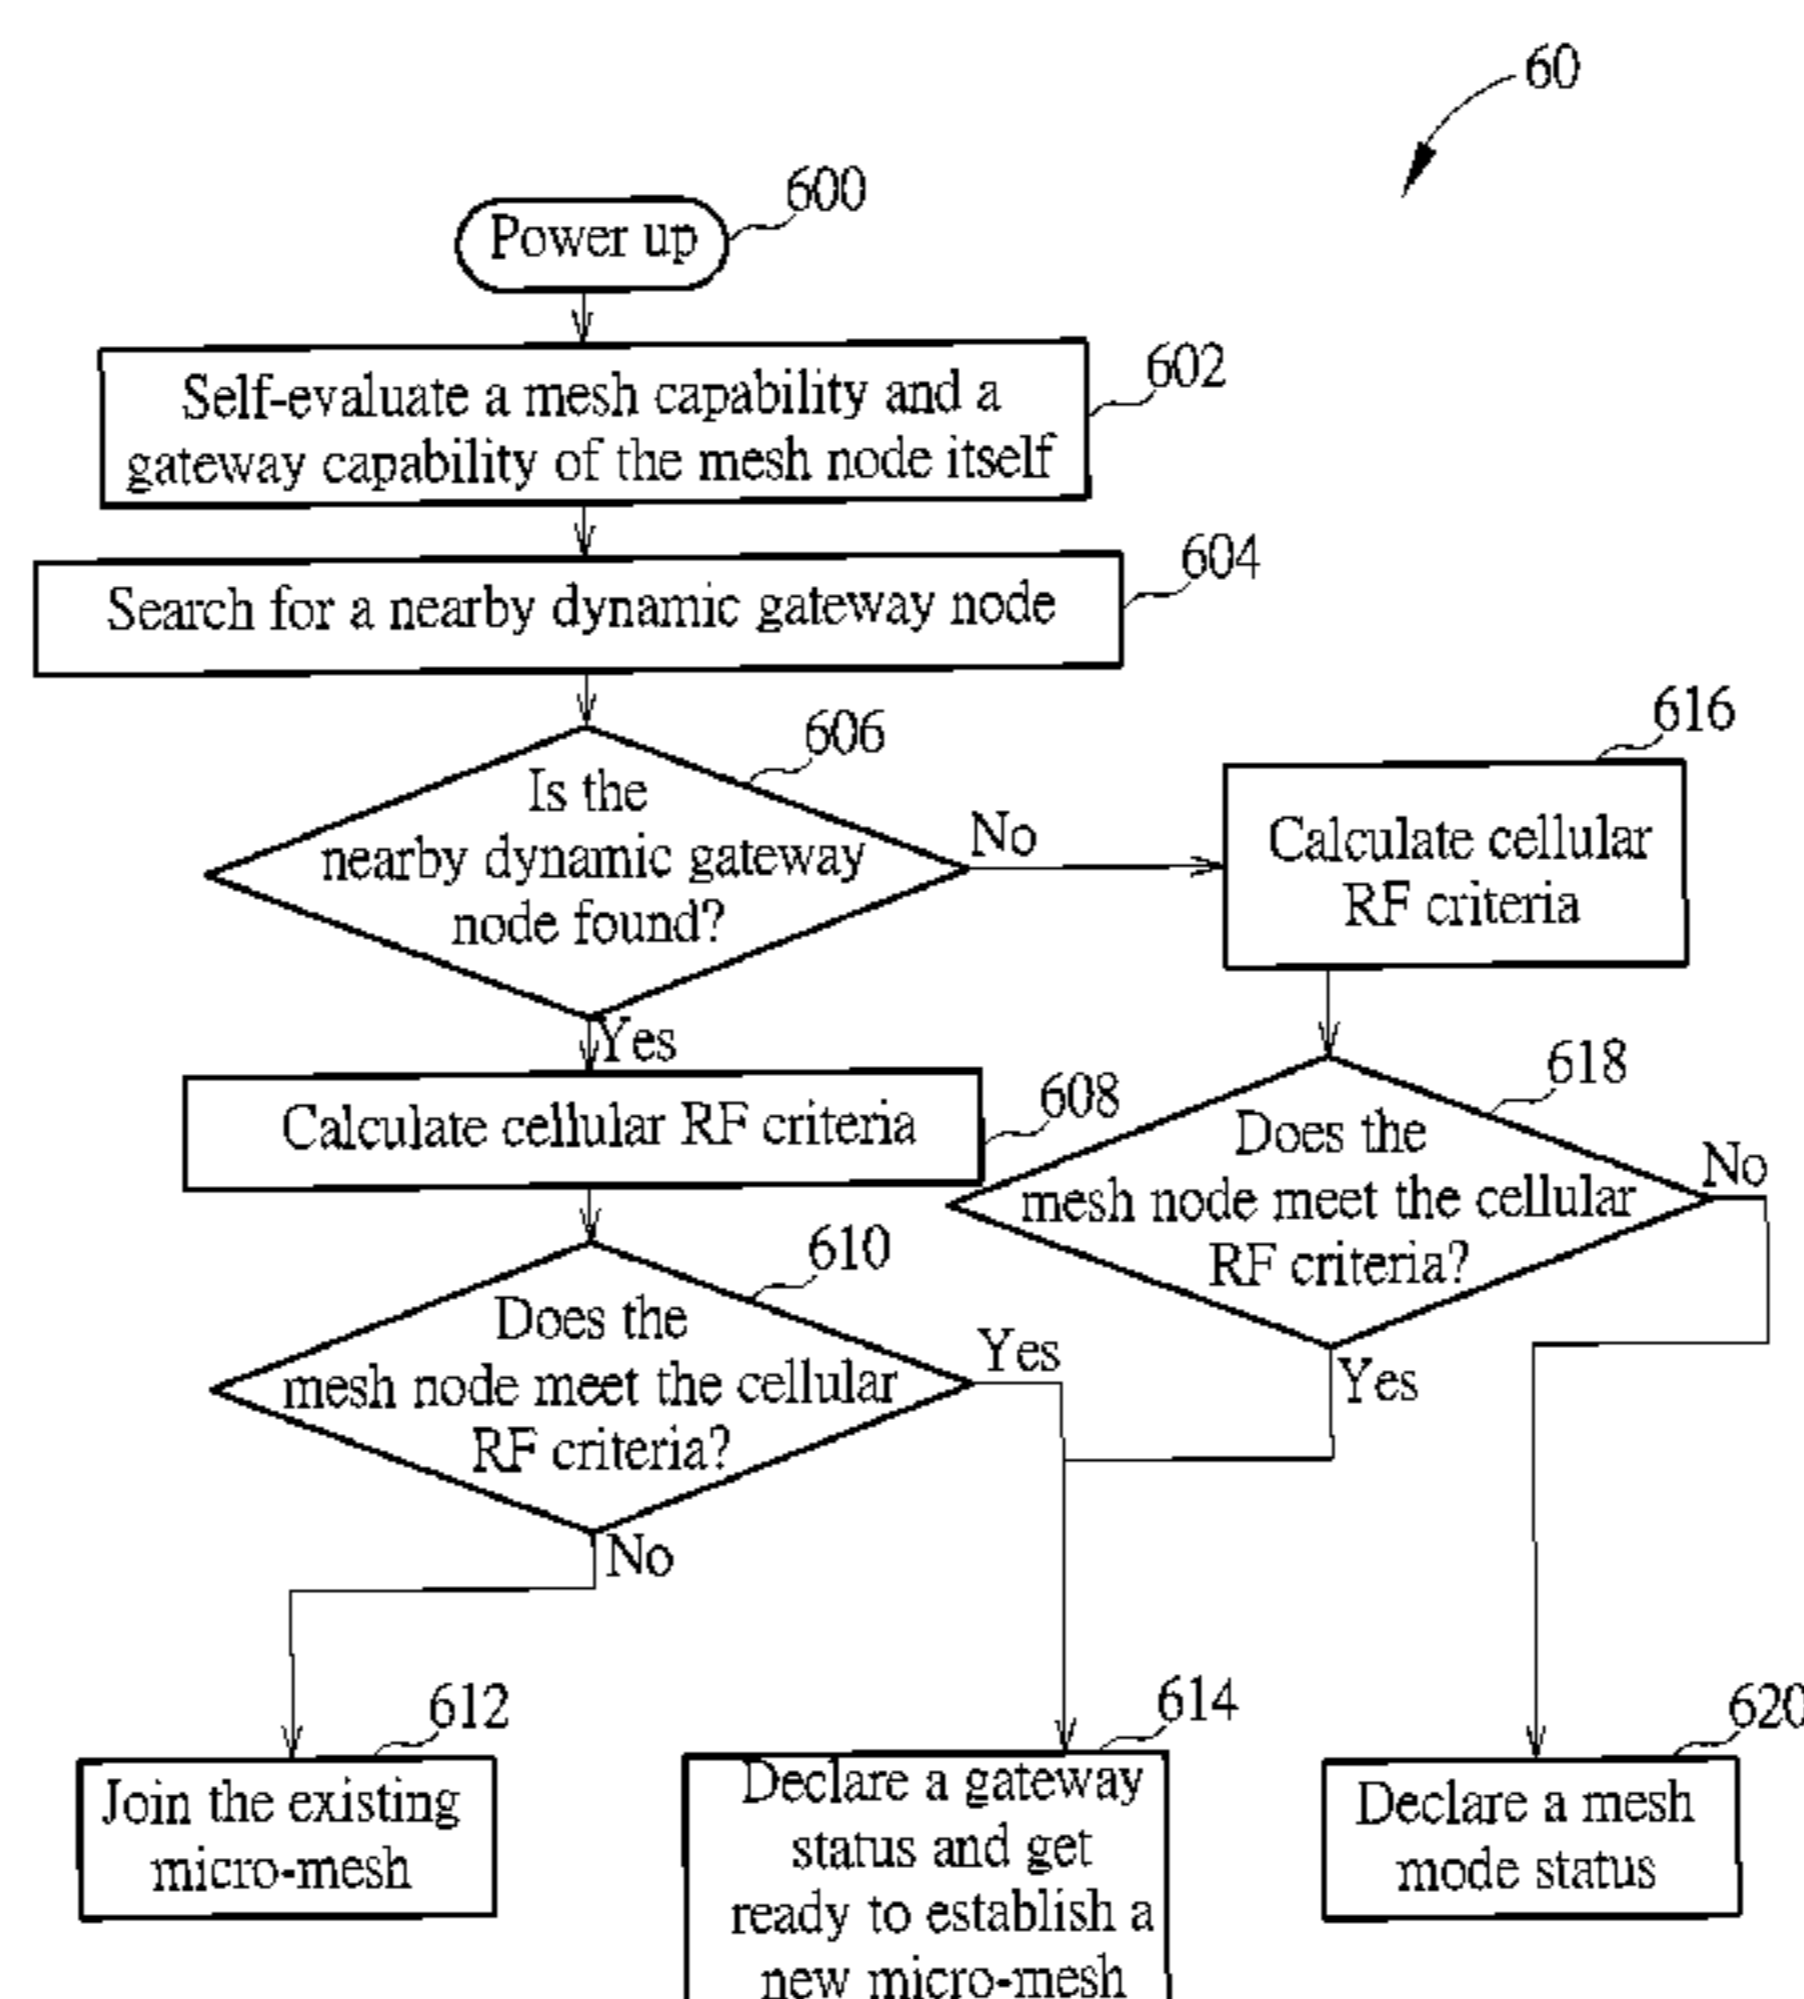 60
600
Power up
602
Self-evaluate a mesh capability and a
gateway capability of the mesh node itself
604
Search for a nearby dynamic gateway node
606
Is the
nearby dynamic gateway
node found?
No
Yes
616
Calculate cellular
RF criteria
608
Calculate cellular RF criteria
618
Does the
mesh node meet the cellular
RF criteria?
No
Yes
610
Does the
mesh node meet the cellular
RF criteria?
Yes
No
612
Join the existing
micro-mesh
614
Declare a gateway
status and get
ready to establish a
new micro-mesh
620
Declare a mesh
mode status